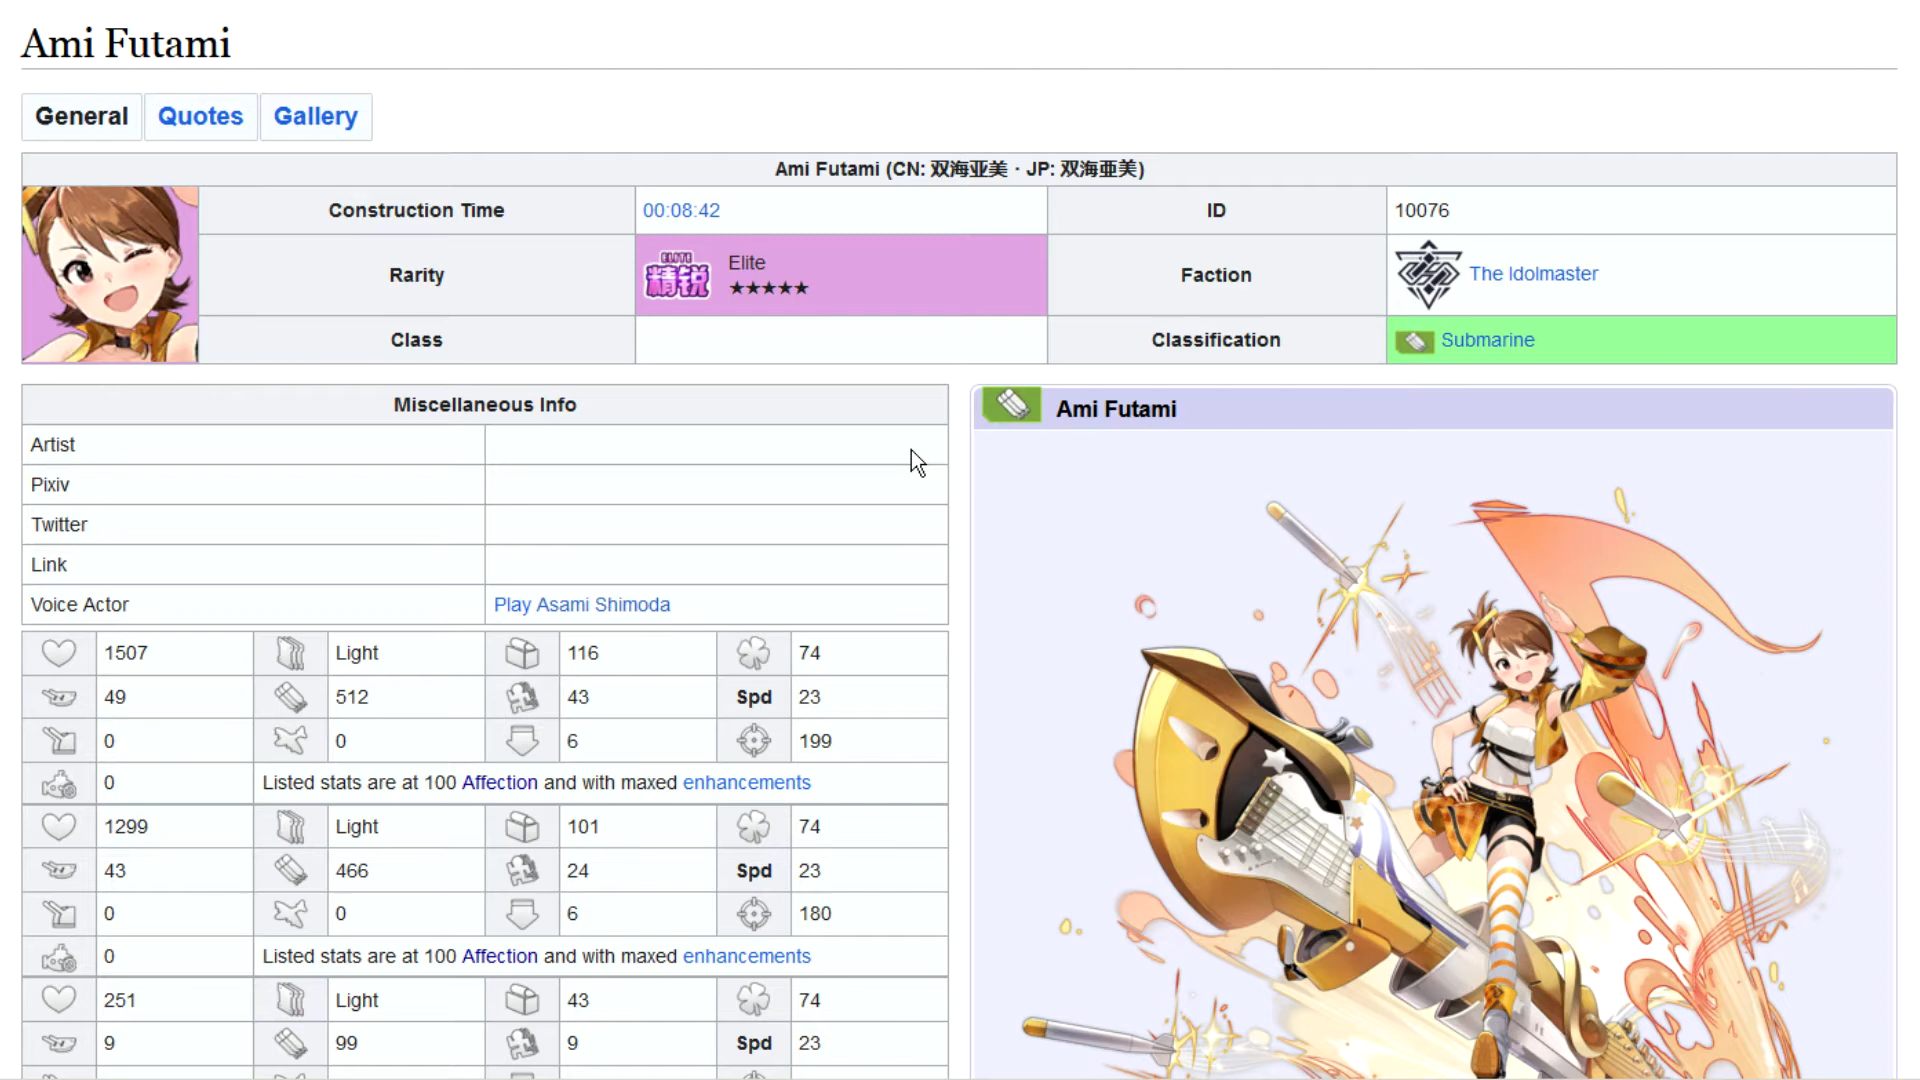 Ami Futami
General Quotes Gallery
Ami Futami (CN: 双海亚美 · JP: 双海亜美)
Construction Time 00:08:42 ID 10076
Rarity ELITE 精锐 Elite ★★★★★ Faction The Idolmaster
Class Classification Submarine
Miscellaneous Info
Artist
Pixiv
Twitter
Link
Voice Actor Play Asami Shimoda
1507 Light 116 74
49 512 43 Spd 23
0 0 6 199
0 Listed stats are at 100 Affection and with maxed enhancements
1299 Light 101 74
43 466 24 Spd 23
0 0 6 180
0 Listed stats are at 100 Affection and with maxed enhancements
251 Light 43 74
9 99 9 Spd 23
Ami Futami